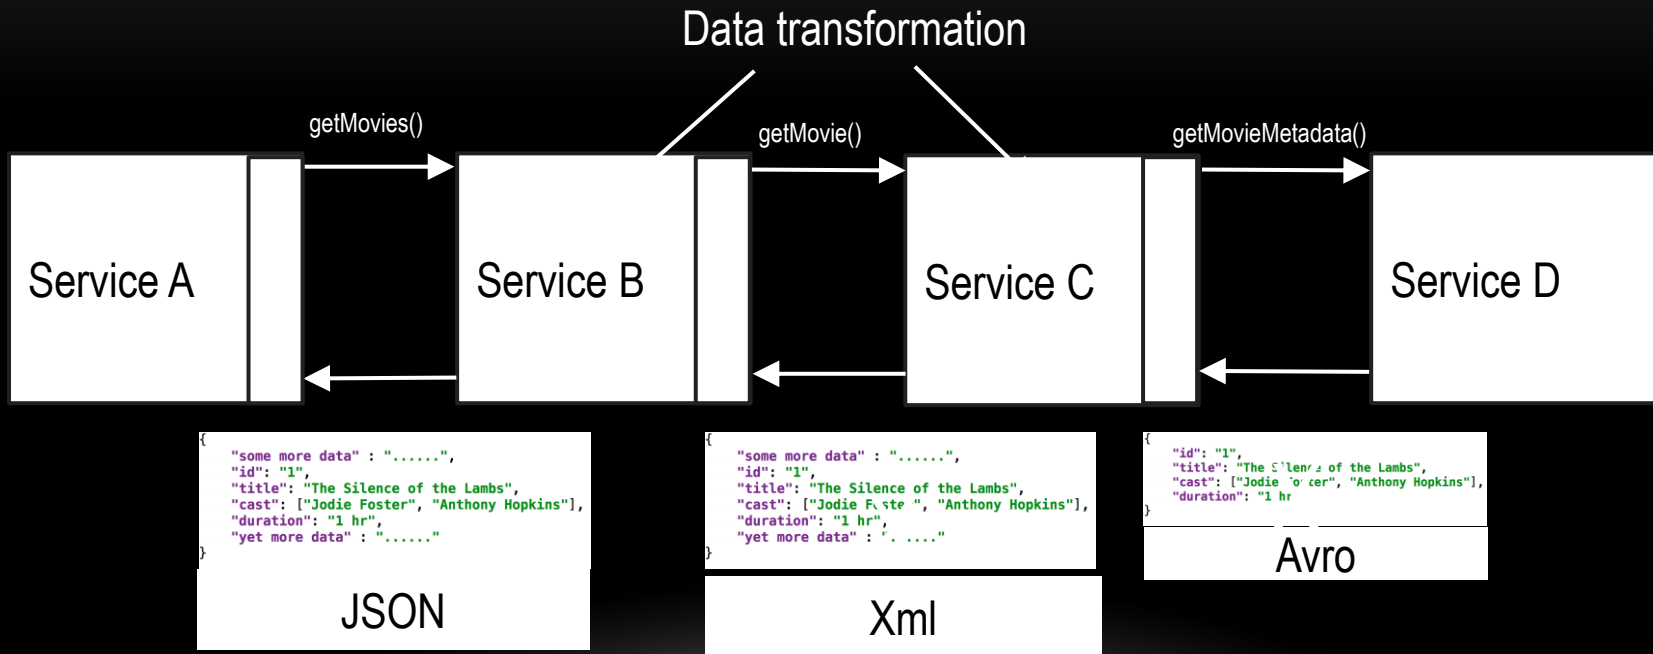 Data transformation
getMovies()
getMovie()
getMovieMetadata()
Service A
Service B
Service C
Service D
{
"some more data" : "......",
"id": "1",
"title": "The Silence of the Lambs",
"cast": ["Jodie Foster", "Anthony Hopkins"],
"duration": "1 hr",
"yet more data" : "......"
}
JSON
{
"some more data" : "......",
"id": "1",
"title": "The Silence of the Lambs",
"cast": ["Jodie Foster", "Anthony Hopkins"],
"duration": "1 hr",
"yet more data" : ". ...."
}
Xml
{
"id": "1",
"title": "The Silence of the Lambs",
"cast": ["Jodie Foster", "Anthony Hopkins"],
"duration": "1 hr
}
Avro